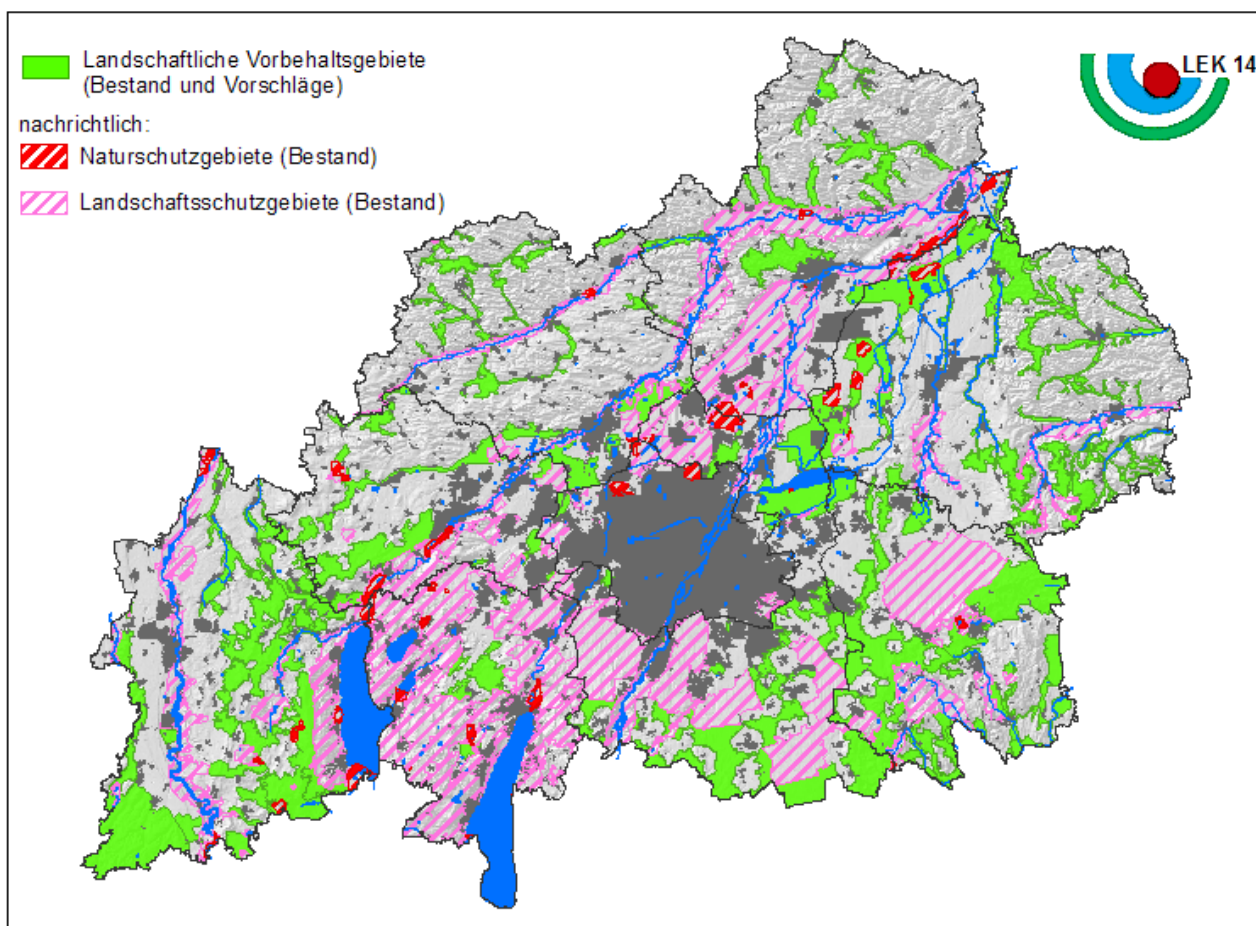 Landschaftliche Vorbehaltsgebiete
(Bestand und Vorschläge)
nachrichtlich:
Naturschutzgebiete (Bestand)
Landschaftsschutzgebiete (Bestand)
LEK 14